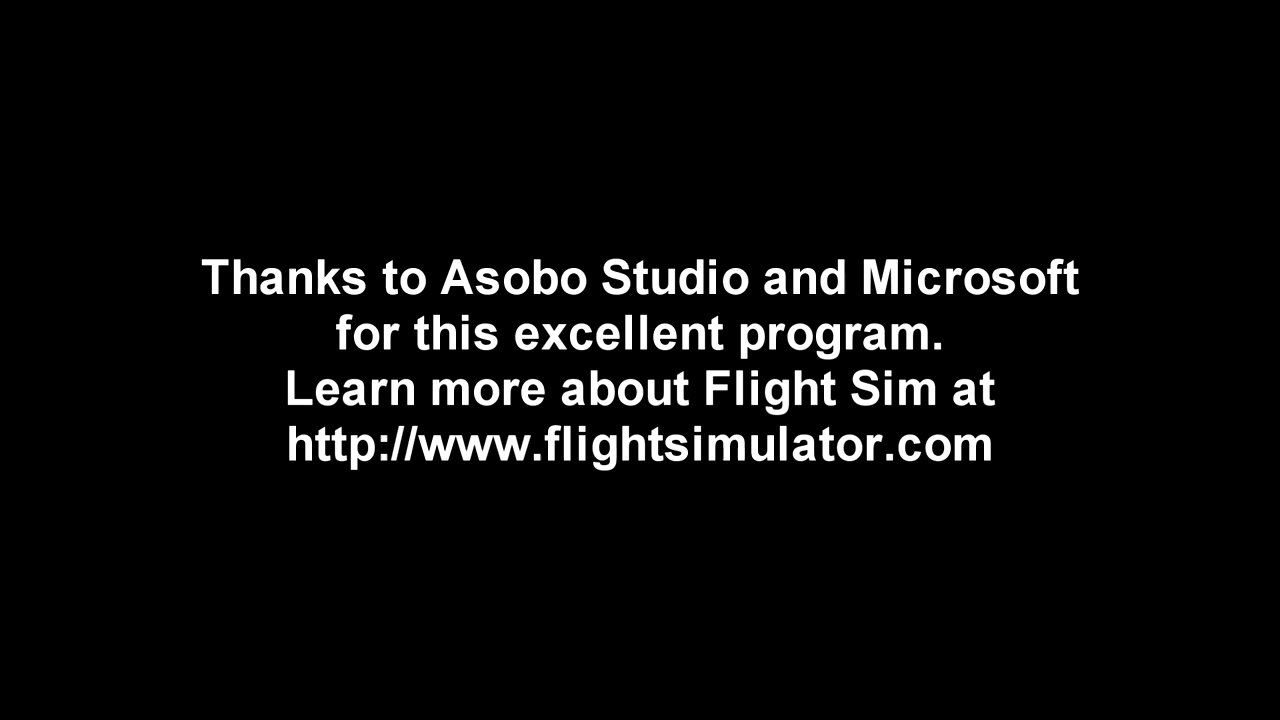 Thanks to Asobo Studio and Microsoft
for this excellent program.
Learn more about Flight Sim at
http://www.flightsimulator.com